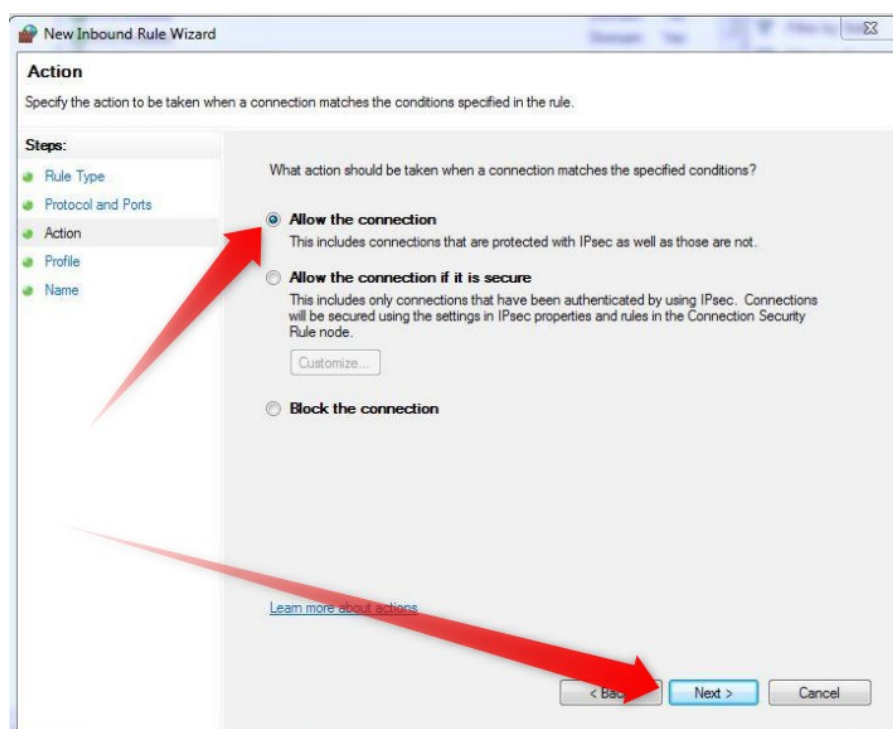 New Inbound Rule Wizard
Action
Specify the action to be taken when a connection matches the conditions specified in the rule.
Steps:
Rule Type
Protocol and Ports
Action
Profile
Name
What action should be taken when a connection matches the specified conditions?
Allow the connection
This includes connections that are protected with IPsec as well as those are not.
Allow the connection if it is secure
This includes only connections that have been authenticated by using IPsec. Connections
will be secured using the settings in IPsec properties and rules in the Connection Security
Rule node.
Customize...
Block the connection
Learn more about actions
<
Next >
Cancel